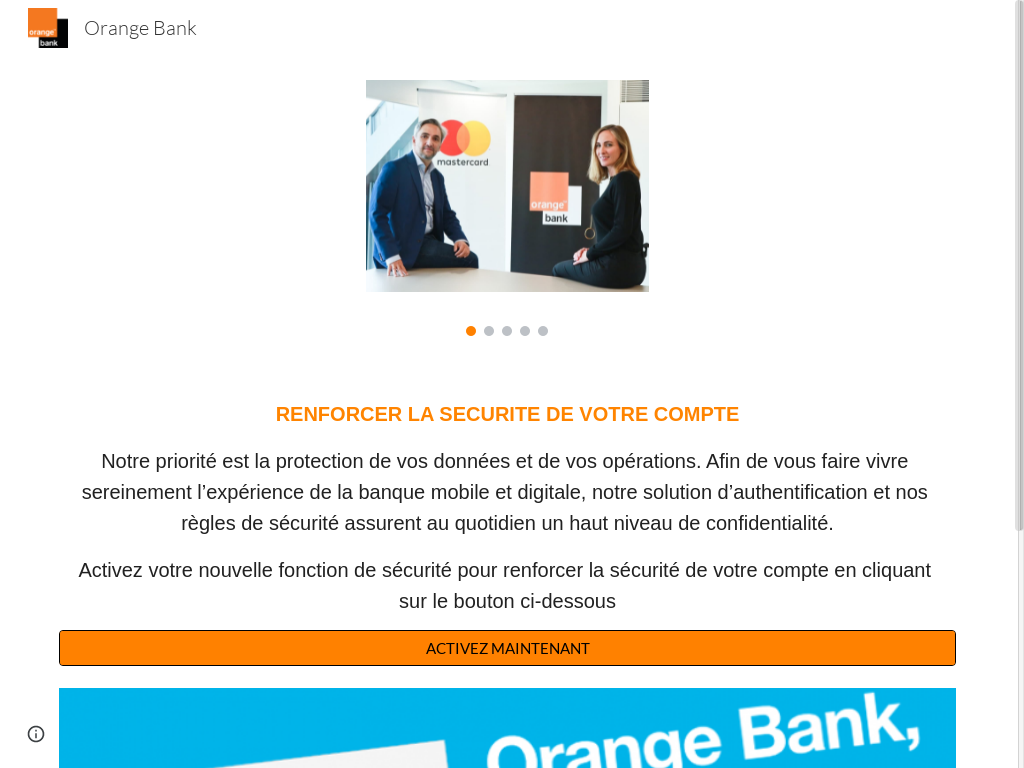 orange
bank
Orange Bank
mastercard
orange
bank
RENFORCER LA SECURITE DE VOTRE COMPTE
Notre priorité est la protection de vos données et de vos opérations. Afin de vous faire vivre
sereinement l’expérience de la banque mobile et digitale, notre solution d’authentification et nos
règles de sécurité assurent au quotidien un haut niveau de confidentialité.
Activez votre nouvelle fonction de sécurité pour renforcer la sécurité de votre compte en cliquant
sur le bouton ci-dessous
ACTIVEZ MAINTENANT
Orange Bank,